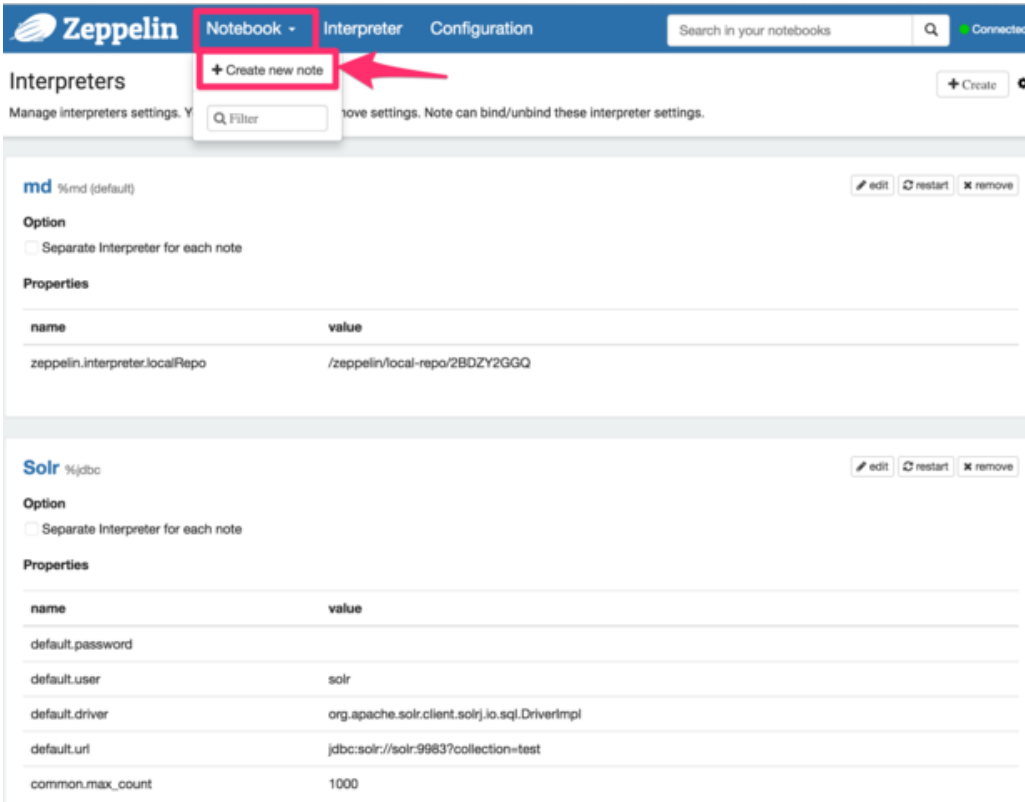 Zeppelin Notebook Interpreter Configuration Search in your notebooks Connected
+ Create new note
Interpreters
+ Create
Manage interpreters settings. Y
Filter
move settings. Note can bind/unbind these interpreter settings.
md %md (default)
edit restart remove
Option
Separate Interpreter for each note
Properties
name value
zeppelin.interpreter.localRepo /zeppelin/local-repo/2BDZY2GGQ
Solr %jdbc
edit restart remove
Option
Separate Interpreter for each note
Properties
name value
default.password
default.user solr
default.driver org.apache.solr.client.solrj.io.sql.DriverImpl
default.url jdbc:solr://solr:9983?collection=test
common.max_count 1000